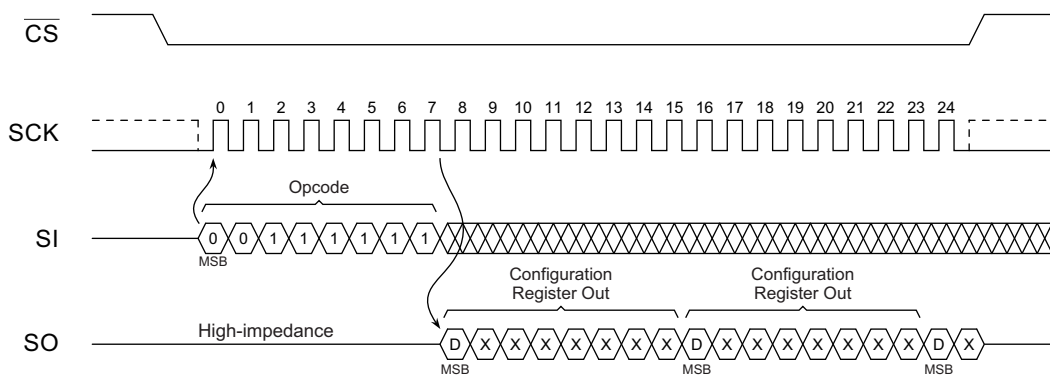 CS
0 1 2 3 4 5 6 7 8 9 10 11 12 13 14 15 16 17 18 19 20 21 22 23 24
SCK
Opcode
SI
0 0 1 1 1 1 1 1
MSB
Configuration
Register Out
Configuration
Register Out
High-impedance
SO
D X X X X X X X D X X X X X X X D X
MSB MSB MSB